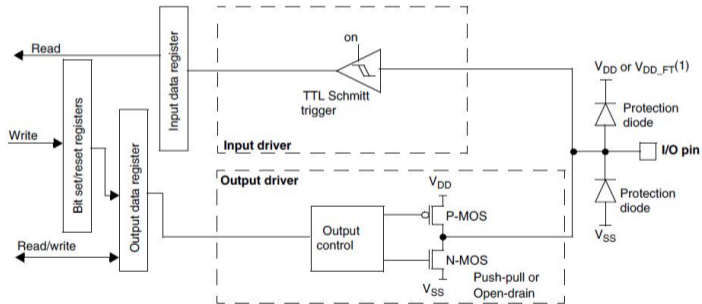 Read
Write
Read/write
Bit set/reset registers
Input data register
Output data register
on
TTL Schmitt
trigger
Input driver
Output driver
Output
control
VDD
P-MOS
N-MOS
VSS
Push-pull or
Open-drain
VDD or VDD_FT(1)
Protection
diode
I/O pin
Protection
diode
VSS